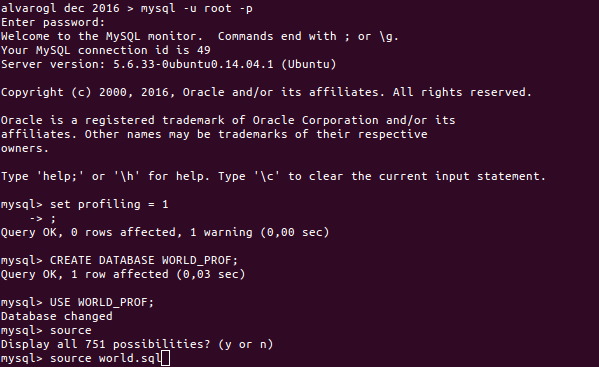 alvarogl dec 2016 > mysql -u root -p
Enter password:
Welcome to the MySQL monitor.  Commands end with ; or \g.
Your MySQL connection id is 49
Server version: 5.6.33-0ubuntu0.14.04.1 (Ubuntu)

Copyright (c) 2000, 2016, Oracle and/or its affiliates. All rights reserved.

Oracle is a registered trademark of Oracle Corporation and/or its
affiliates. Other names may be trademarks of their respective
owners.

Type 'help;' or '\h' for help. Type '\c' to clear the current input statement.

mysql> set profiling = 1
    -> ;
Query OK, 0 rows affected, 1 warning (0,00 sec)

mysql> CREATE DATABASE WORLD_PROF;
Query OK, 1 row affected (0,03 sec)

mysql> USE WORLD_PROF;
Database changed
mysql> source
Display all 751 possibilities? (y or n)
mysql> source world.sql